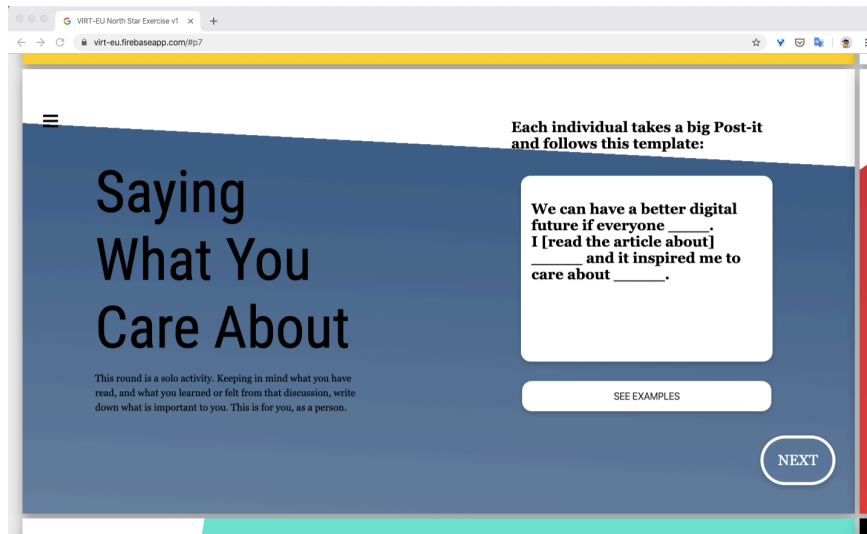 VIRT-EU North Star Exercise v1
virt-eu.firebaseapp.com/#p7
Saying
What You
Care About
This round is a solo activity. Keeping in mind what you have
read, and what you learned or felt from that discussion, write
down what is important to you. This is for you, as a person.
Each individual takes a big Post-it
and follows this template:
We can have a better digital
future if everyone ____.
I [read the article about]
_____ and it inspired me to
care about _____.
SEE EXAMPLES
NEXT